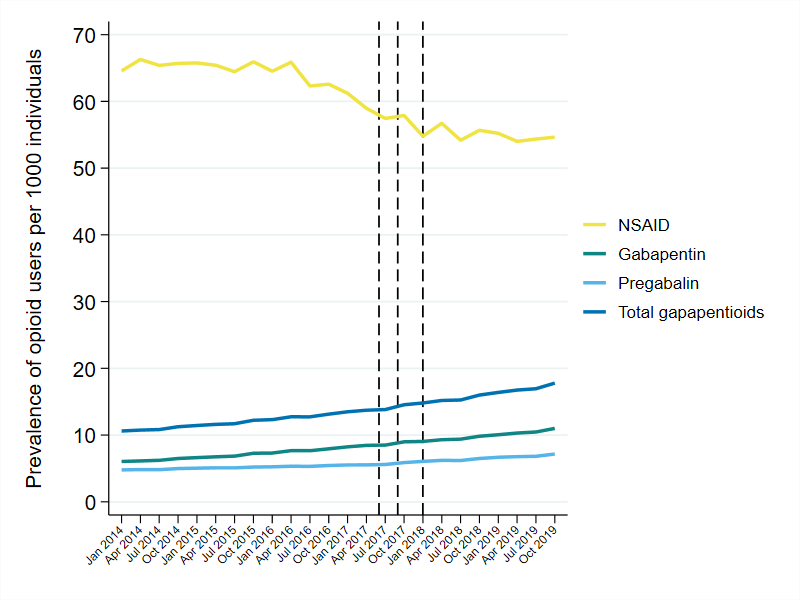 Prevalence of opioid users per 1000 individuals
70
60
50
40
30
20
10
0
Jan 2014
Apr 2014
Jul 2014
Oct 2014
Jan 2015
Apr 2015
Jul 2015
Oct 2015
Jan 2016
Apr 2016
Jul 2016
Oct 2016
Jan 2017
Apr 2017
Jul 2017
Oct 2017
Jan 2018
Apr 2018
Jul 2018
Oct 2018
Jan 2019
Apr 2019
Jul 2019
Oct 2019
NSAID
Gabapentin
Pregabalin
Total gapapentioids